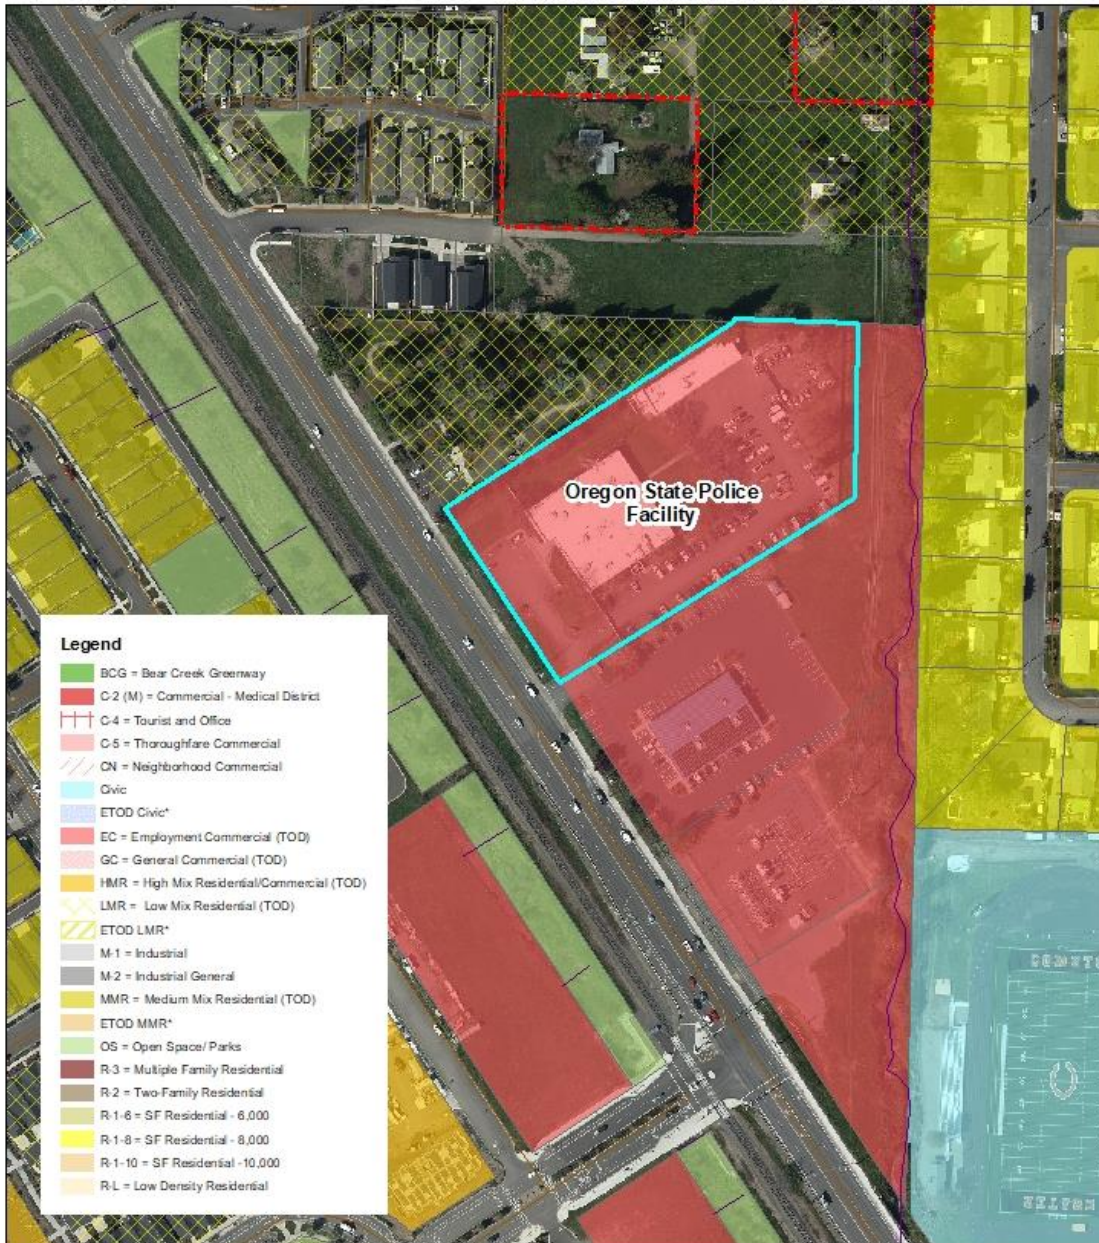 Oregon State Police
Facility
Legend
BCG = Bear Creek Greenway
C-2 (M) = Commercial - Medical District
C-4 = Tourist and Office
C-5 = Thoroughfare Commercial
CN = Neighborhood Commercial
Civic
ETOD Civic*
EC = Employment Commercial (TOD)
GC = General Commercial (TOD)
HMR = High Mix Residential/Commercial (TOD)
LMR = Low Mix Residential (TOD)
ETOD LMR*
M-1 = Industrial
M-2 = Industrial General
MMR = Medium Mix Residential (TOD)
ETOD MMR*
OS = Open Space/ Parks
R-3 = Multiple Family Residential
R-2 = Two-Family Residential
R-1-6 = SF Residential - 6,000
R-1-8 = SF Residential - 8,000
R-1-10 = SF Residential -10,000
R-L = Low Density Residential